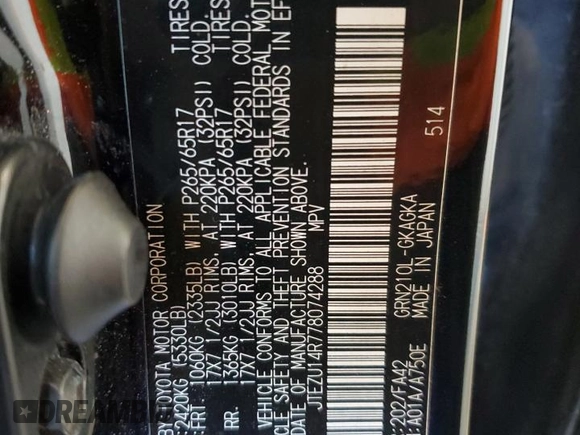 BY TOYOTA MOTOR CORPORATION
2420KG (5330LB)
FRT 1060KG (2335LB) WITH P265/65R17 TIRES
17X7 1/2JJ RIMS, AT 220KPA (32PSI) COLD.
RR. 1365KG (3010LB) WITH P265/65R17 TIRES
17X7 1/2JJ RIMS, AT 220KPA (32PSI) COLD.
VEHICLE CONFORMS TO ALL APPLICABLE FEDERAL MOT
CLE SAFETY AND THEFT PREVENTION STANDARDS IN EF
DATE OF MANUFACTURE SHOWN ABOVE.
JTEZU14R778074288 MPV
:202/FA42 GRN210L-GKAGKA
:A01A/A750E MADE IN JAPAN 514
DREAMBID